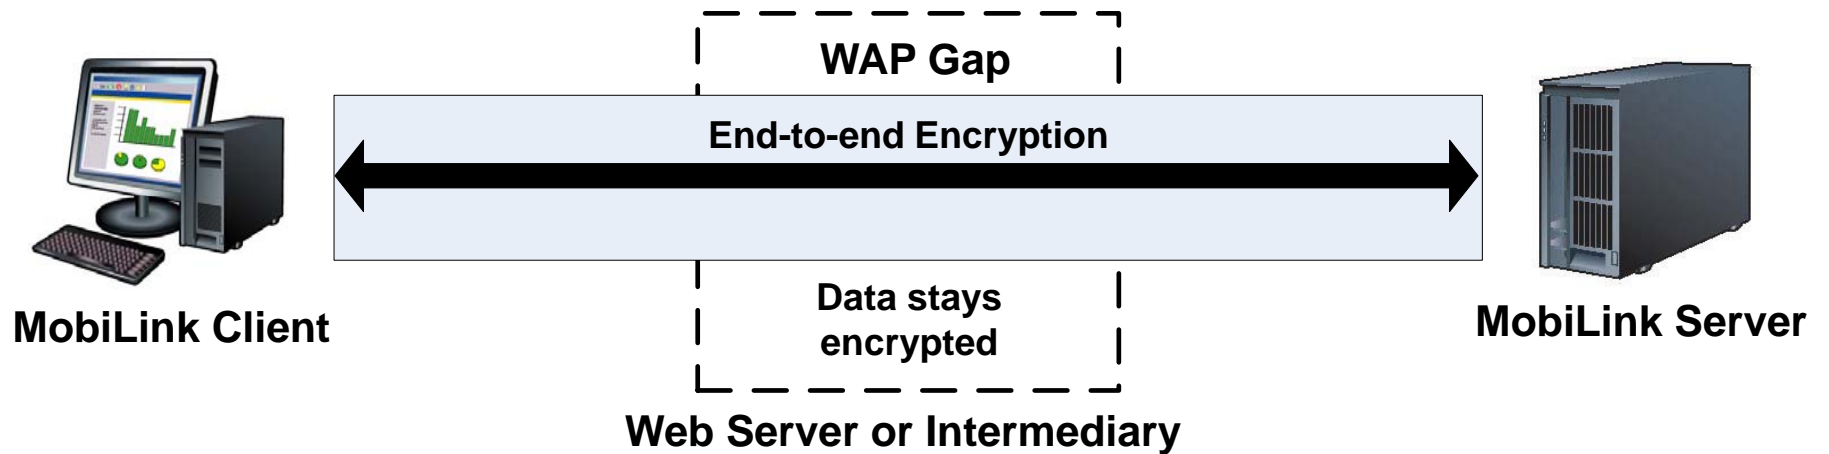 WAP Gap
End-to-end Encryption
MobiLink Client
Data stays
encrypted
MobiLink Server
Web Server or Intermediary